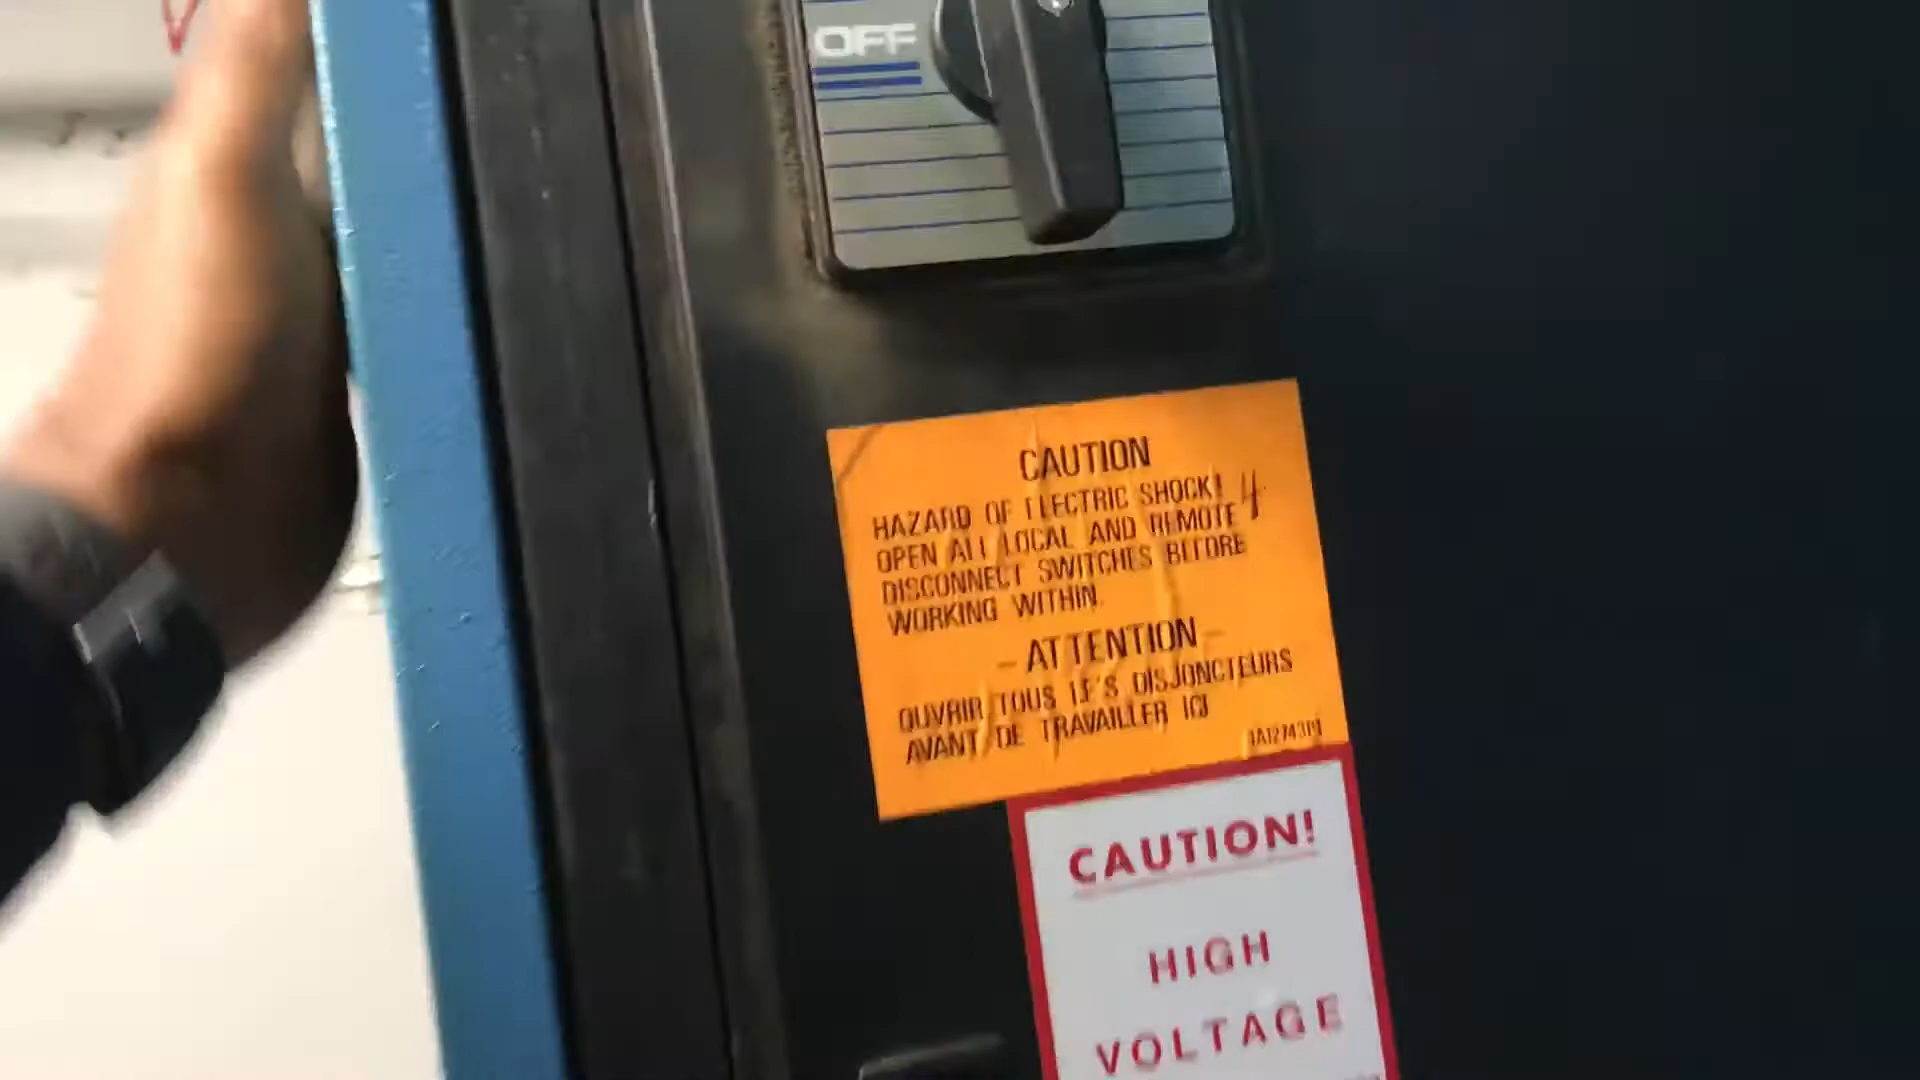 OFF
CAUTION
HAZARD OF ELECTRIC SHOCK! 4
OPEN ALL LOCAL AND REMOTE
DISCONNECT SWITCHES BEFORE
WORKING WITHIN.
- ATTENTION -
OUVRIR TOUS LES DISJONCTEURS
AVANT DE TRAVAILLER ICI
CAUTION!
HIGH
VOLTAGE